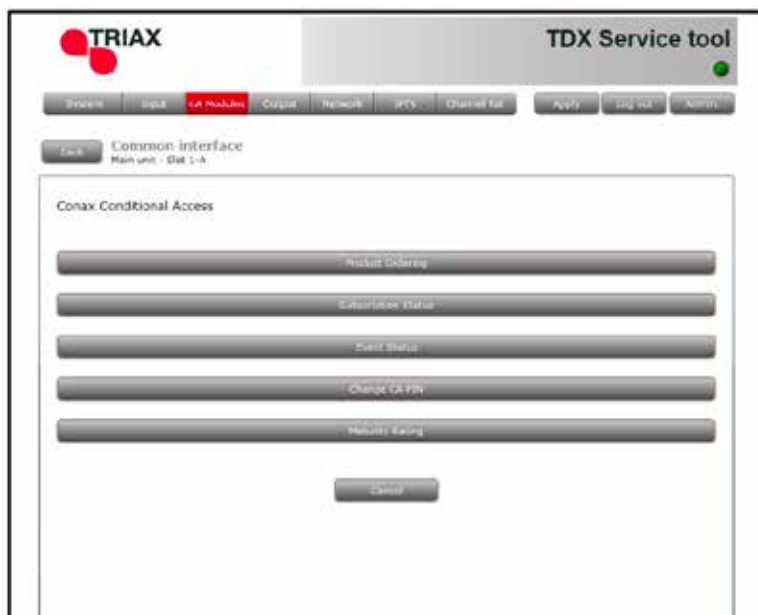 TRIAX
TDX Service tool
System Input CA Modules Output Network IPTV Channel list Apply Log out Admin
Back
Common interface
Main unit - Slot 1-A
Conax Conditional Access
Product Ordering
Subscription Status
Event Status
Change CA PIN
Maturity Rating
Cancel